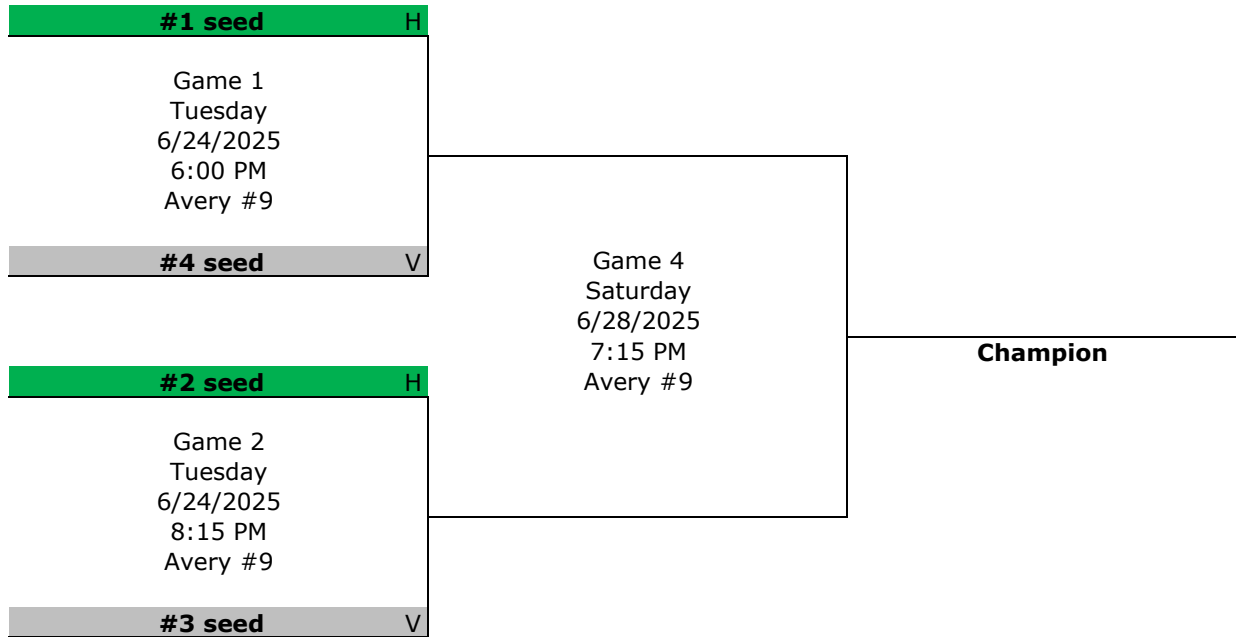 #1 seed H
Game 1
Tuesday
6/24/2025
6:00 PM
Avery #9
#4 seed V
Game 4
Saturday
6/28/2025
7:15 PM
Avery #9
Champion
#2 seed H
Game 2
Tuesday
6/24/2025
8:15 PM
Avery #9
#3 seed V